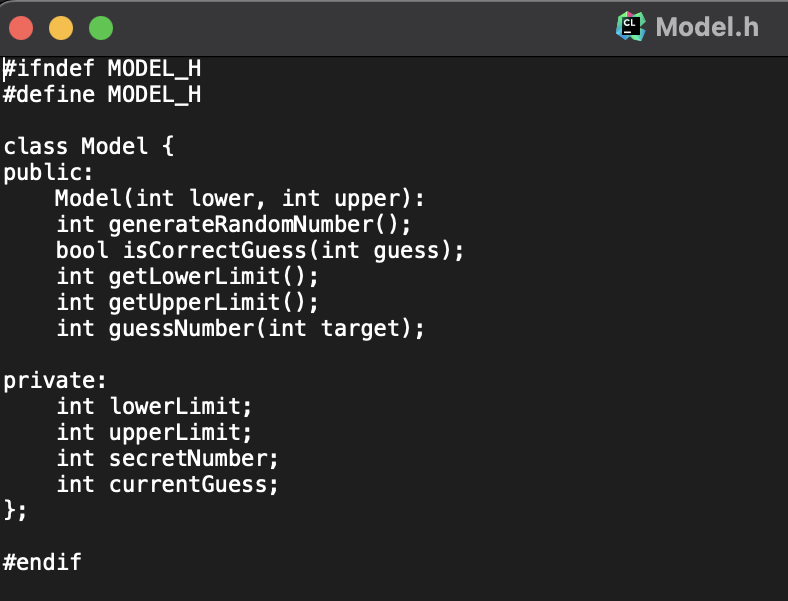 CL
Model.h
#ifndef MODEL_H
#define MODEL_H

class Model {
public:
    Model(int lower, int upper):
    int generateRandomNumber();
    bool isCorrectGuess(int guess);
    int getLowerLimit();
    int getUpperLimit();
    int guessNumber(int target);

private:
    int lowerLimit;
    int upperLimit;
    int secretNumber;
    int currentGuess;
};

#endif